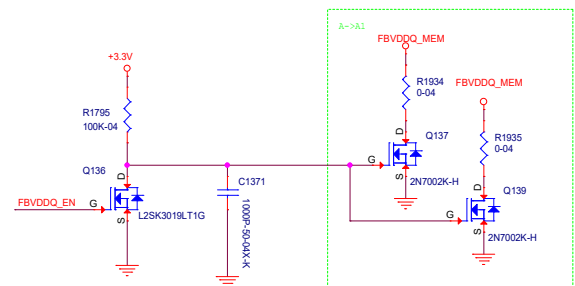 A->A1
FBVDDQ_MEM
+3.3V
R1934
0-04
FBVDDQ_MEM
R1795
100K-04
D
Q137
R1935
0-04
G
S
2N7002K-H
Q136
D
C1371
1000P-50-04X-K
D
Q139
FBVDDQ_EN
G
S
L2SK3019LT1G
G
S
2N7002K-H